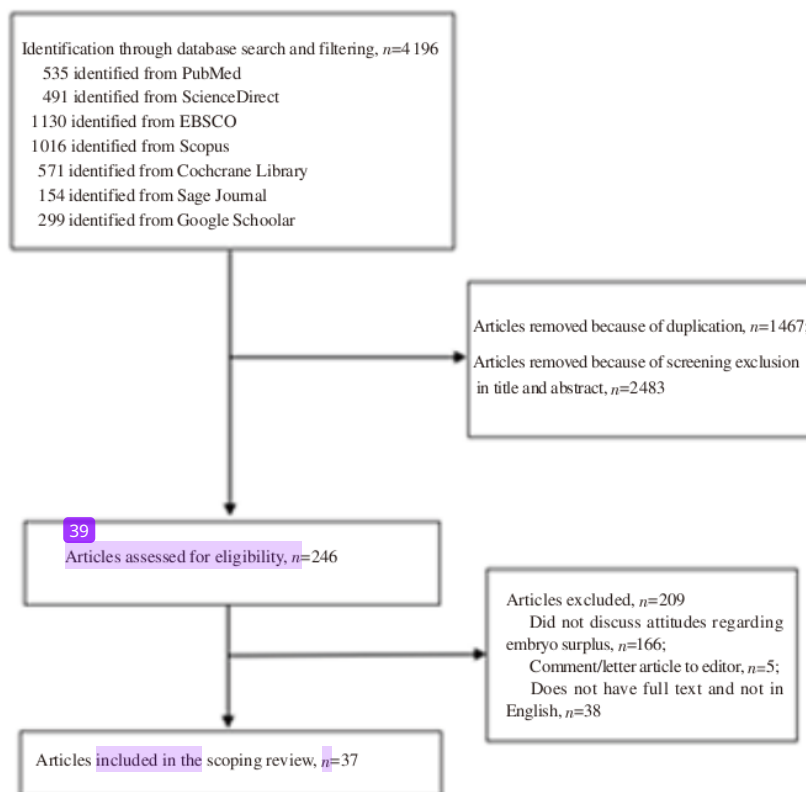 Identification through database search and filtering, n=4 196
535 identified from PubMed
491 identified from ScienceDirect
1130 identified from EBSCO
1016 identified from Scopus
571 identified from Cochcrane Library
154 identified from Sage Journal
299 identified from Google Schoolar
Articles removed because of duplication, n=1467;
Articles removed because of screening exclusion
in title and abstract, n=2483
39
Articles assessed for eligibility, n=246
Articles excluded, n=209
Did not discuss attitudes regarding
embryo surplus, n=166;
Comment/letter article to editor, n=5;
Does not have full text and not in
English, n=38
Articles included in the scoping review, n=37